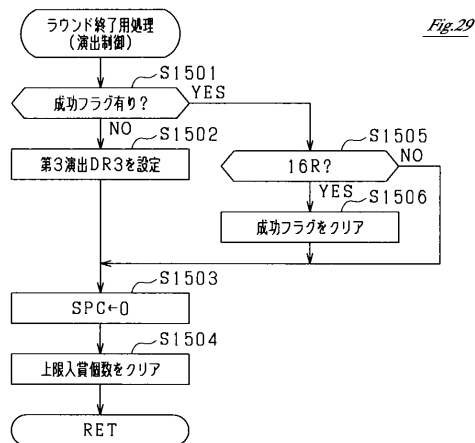 Fig.29
ラウンド終了用処理
(演出制御)
S1501
成功フラグ有り?
YES
NO
S1502
第3演出DR3を設定
S1505
16R?
NO
YES
S1506
成功フラグをクリア
S1503
SPC←0
S1504
上限入賞個数をクリア
RET